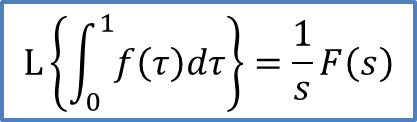 L{∫₀¹ f(τ)dτ} = 1/s F(s)